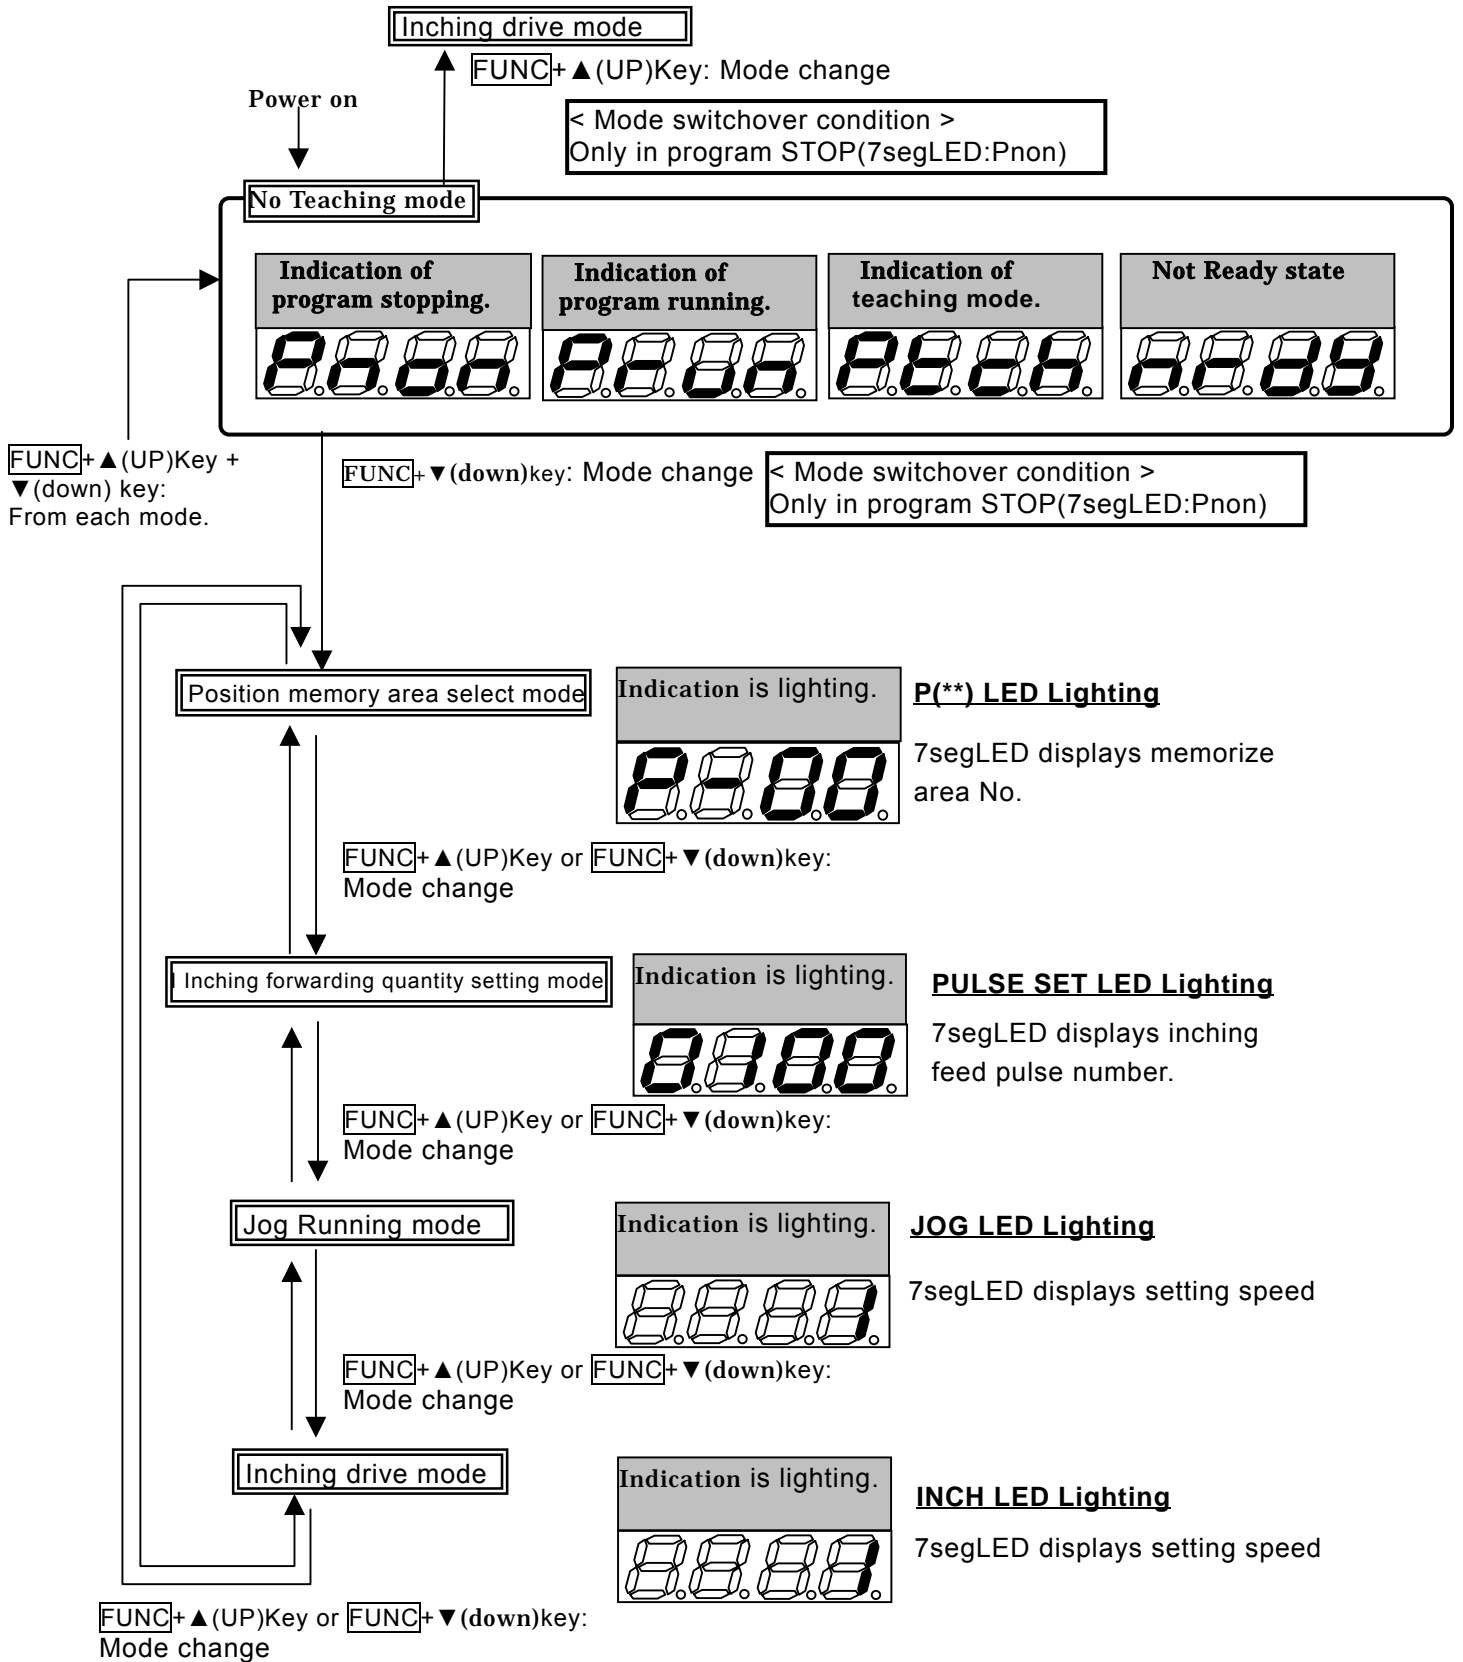 Inching drive mode
FUNC+▲(UP)Key: Mode change
Power on
< Mode switchover condition >
Only in program STOP(7segLED:Pnon)
No Teaching mode
Indication of
program stopping.
Indication of
program running.
Indication of
teaching mode.
Not Ready state
Pnon
Prun
Ptch
nrdy
FUNC+▲(UP)Key +
▼(down) key:
From each mode.
FUNC+▼(down)key: Mode change
< Mode switchover condition >
Only in program STOP(7segLED:Pnon)
Position memory area select mode
Indication is lighting.
P-00
P(**) LED Lighting
7segLED displays memorize
area No.
FUNC+▲(UP)Key or FUNC+▼(down)key:
Mode change
I Inching forwarding quantity setting mode
Indication is lighting.
0100
PULSE SET LED Lighting
7segLED displays inching
feed pulse number.
FUNC+▲(UP)Key or FUNC+▼(down)key:
Mode change
Jog Running mode
Indication is lighting.
1
JOG LED Lighting
7segLED displays setting speed
FUNC+▲(UP)Key or FUNC+▼(down)key:
Mode change
Inching drive mode
Indication is lighting.
1
INCH LED Lighting
7segLED displays setting speed
FUNC+▲(UP)Key or FUNC+▼(down)key:
Mode change